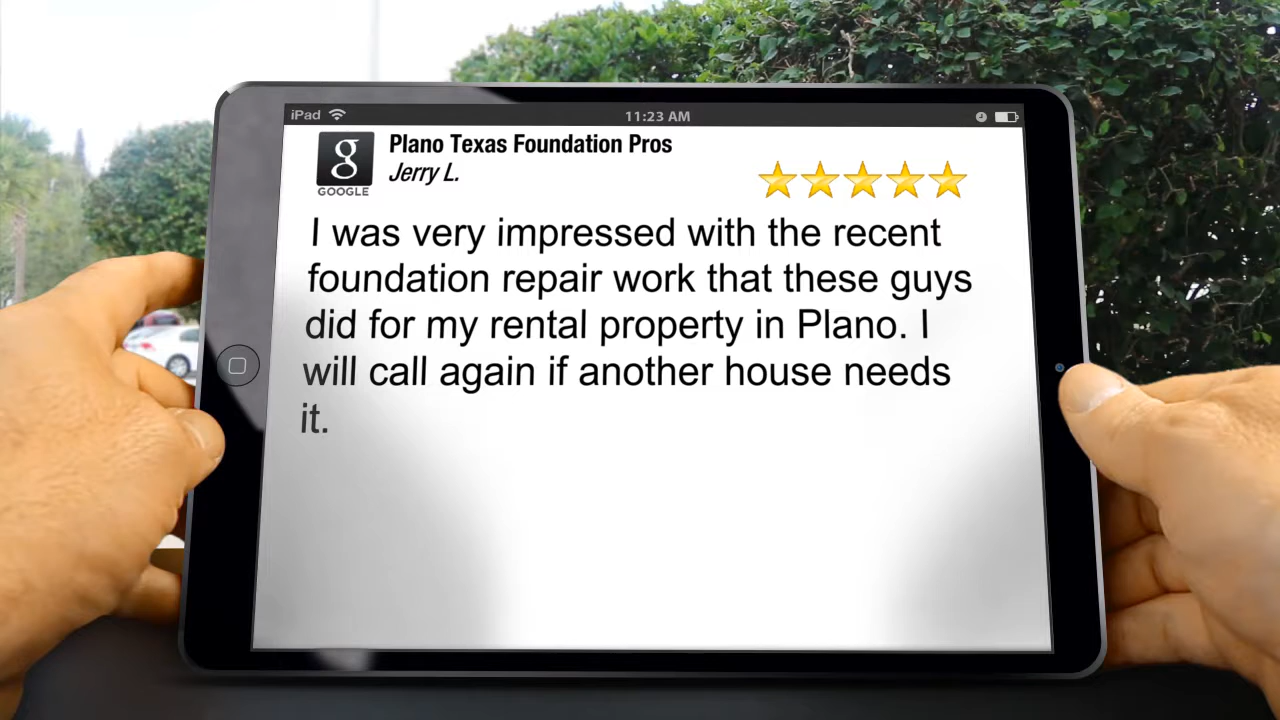 iPad 11:23 AM
g
GOOGLE
Plano Texas Foundation Pros
Jerry L.
I was very impressed with the recent
foundation repair work that these guys
did for my rental property in Plano. I
will call again if another house needs
it.